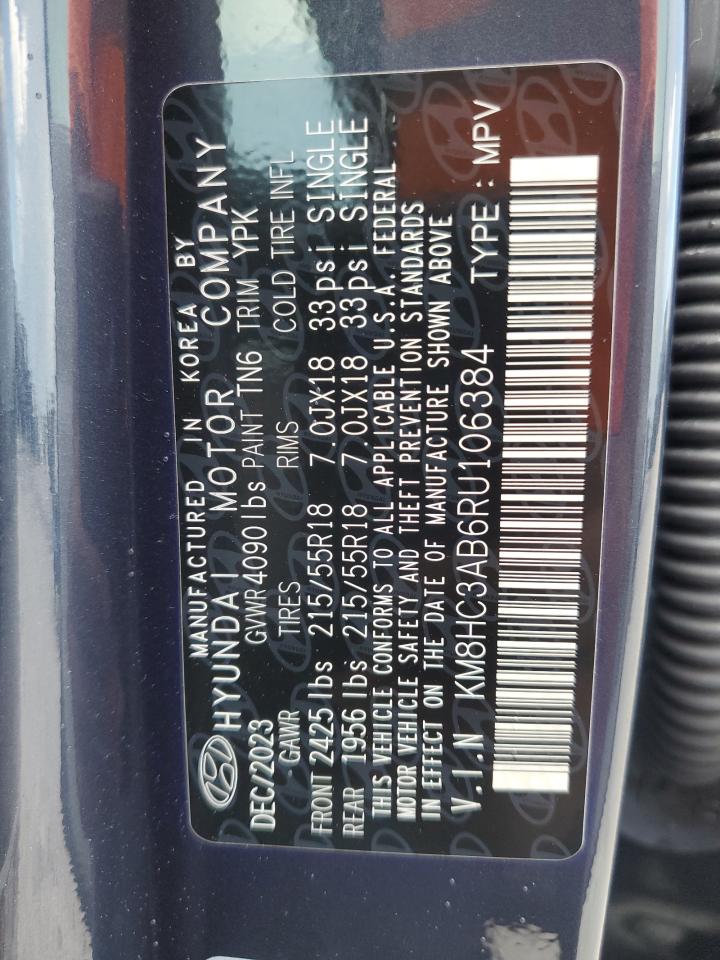 MANUFACTURED IN KOREA BY
HYUNDAI MOTOR COMPANY
DEC/2023 GVWR4090lbs PAINT TN6 TRIM YPK
GAWR TIRES RIMS COLD TIRE INFL
FRONT 2425 lbs 215/55R18 7.0JX18 33psi SINGLE
REAR 1956 lbs 215/55R18 7.0JX18 33psi SINGLE
THIS VEHICLE CONFORMS TO ALL APPLICABLE U.S.A. FEDERAL
MOTOR VEHICLE SAFETY AND THEFT PREVENTION STANDARDS
IN EFFECT ON THE DATE OF MANUFACTURE SHOWN ABOVE
V.I.N KM8HC3AB6RU106384 TYPE: MPV